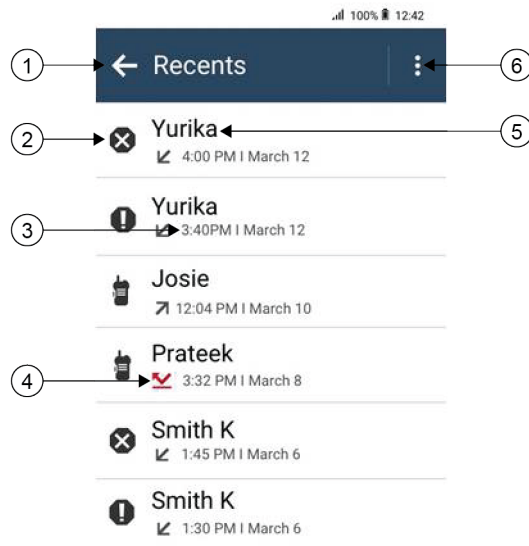 100% 12:42
1 Recents 6
2 Yurika 5
4:00 PM I March 12
Yurika
3 3:40PM I March 12
Josie
12:04 PM I March 10
Prateek
4 3:32 PM I March 8
Smith K
1:45 PM I March 6
Smith K
1:30 PM I March 6